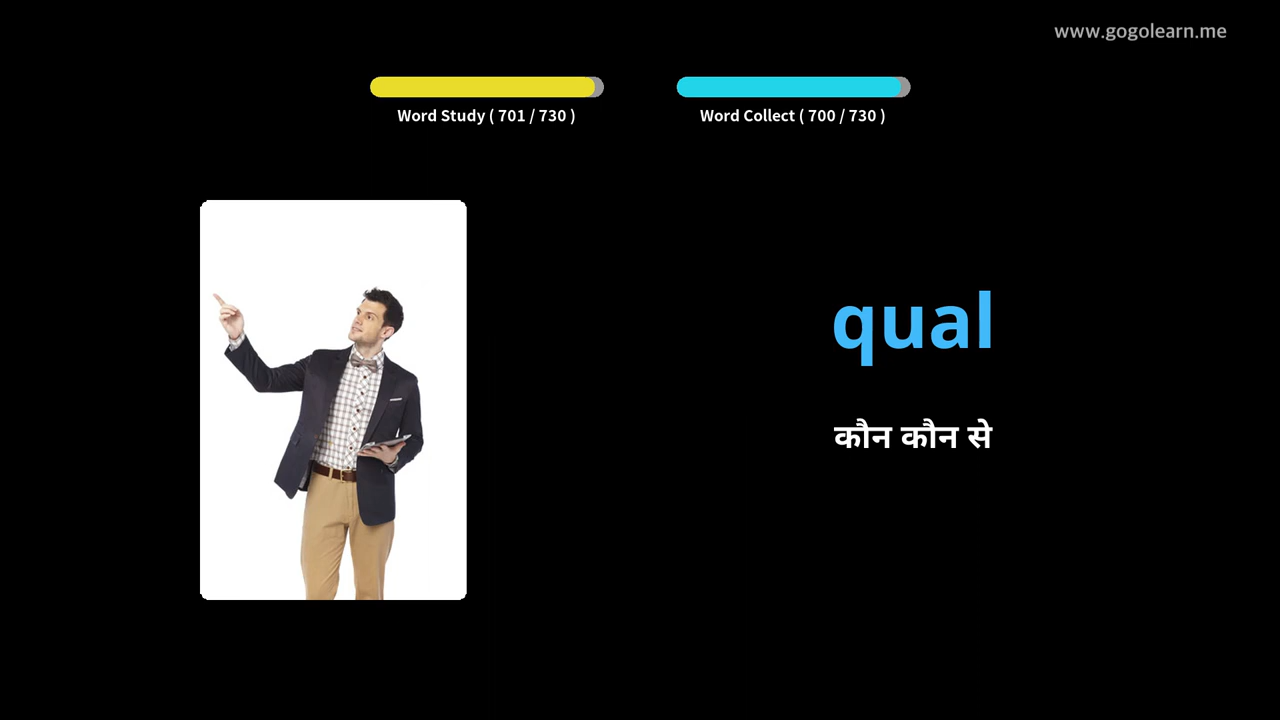 www.gogolearn.me
Word Study ( 701 / 730 )
Word Collect ( 700 / 730 )
qual
कौन कौन से